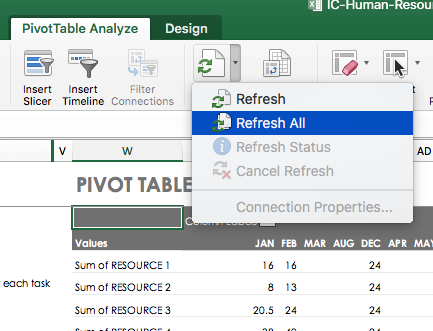 IC-Human-Resou
PivotTable Analyze Design
Insert Slicer
Insert Timeline
Filter Connections
Refresh
Refresh All
Refresh Status
Cancel Refresh
Connection Properties...
V W AD
PIVOT TABLE
Column Labels
Values JAN FEB MAR AUG DEC APR MAY
Sum of RESOURCE 1 16 16 24
each task
Sum of RESOURCE 2 8 13 24
Sum of RESOURCE 3 20.5 24 24